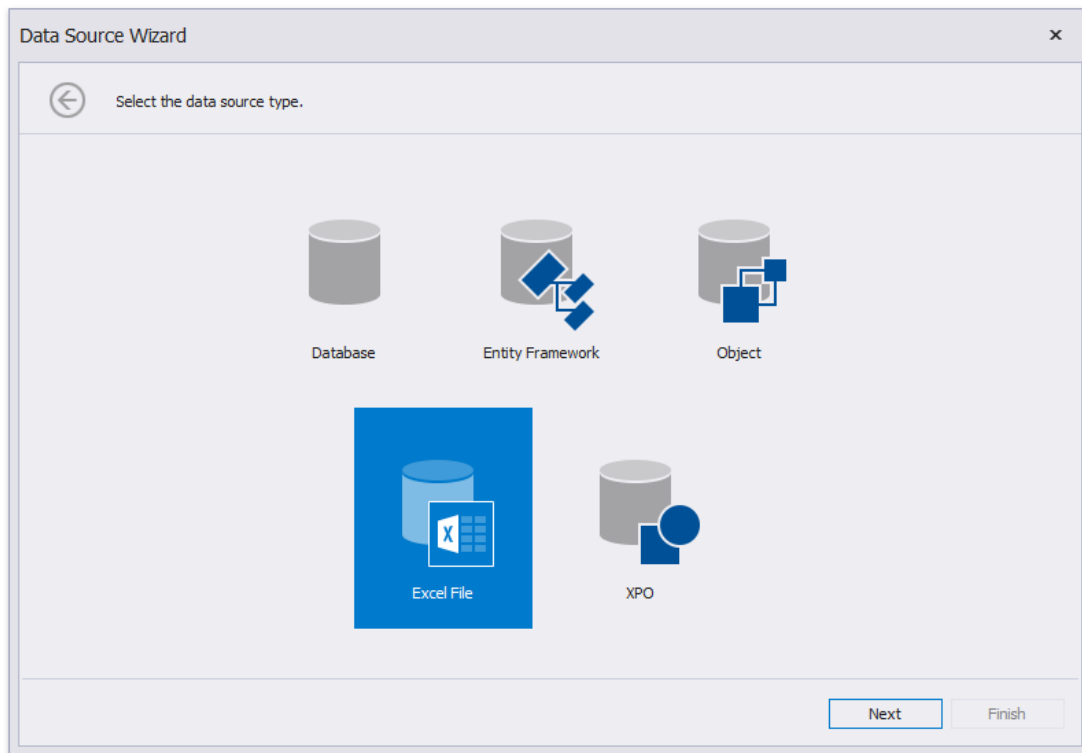 Data Source Wizard
Select the data source type.
Database
Entity Framework
Object
X
Excel File
XPO
Next
Finish